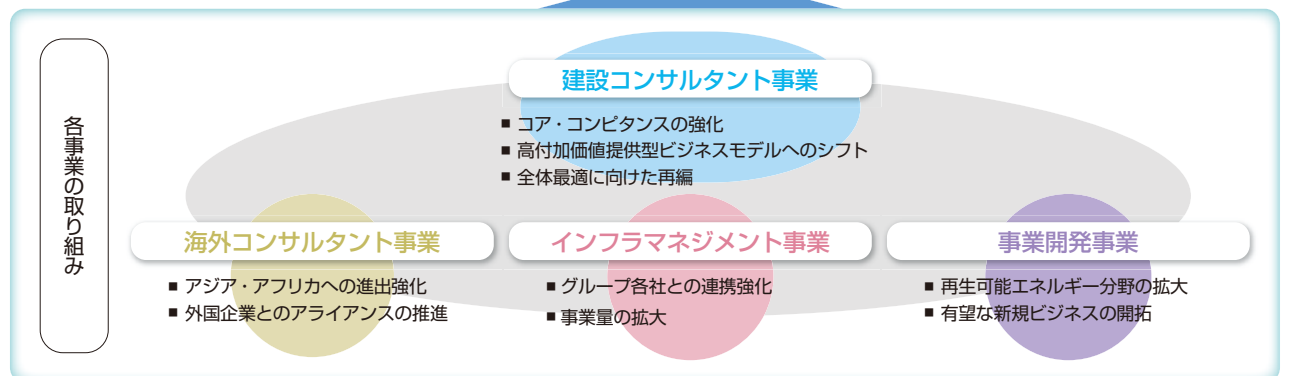 各事業の取り組み
建設コンサルタント事業
■ コア・コンピタンスの強化
■ 高付加価値提供型ビジネスモデルへのシフト
■ 全体最適に向けた再編
海外コンサルタント事業
■ アジア・アフリカへの進出強化
■ 外国企業とのアライアンスの推進
インフラマネジメント事業
■ グループ各社との連携強化
■ 事業量の拡大
事業開発事業
■ 再生可能エネルギー分野の拡大
■ 有望な新規ビジネスの開拓